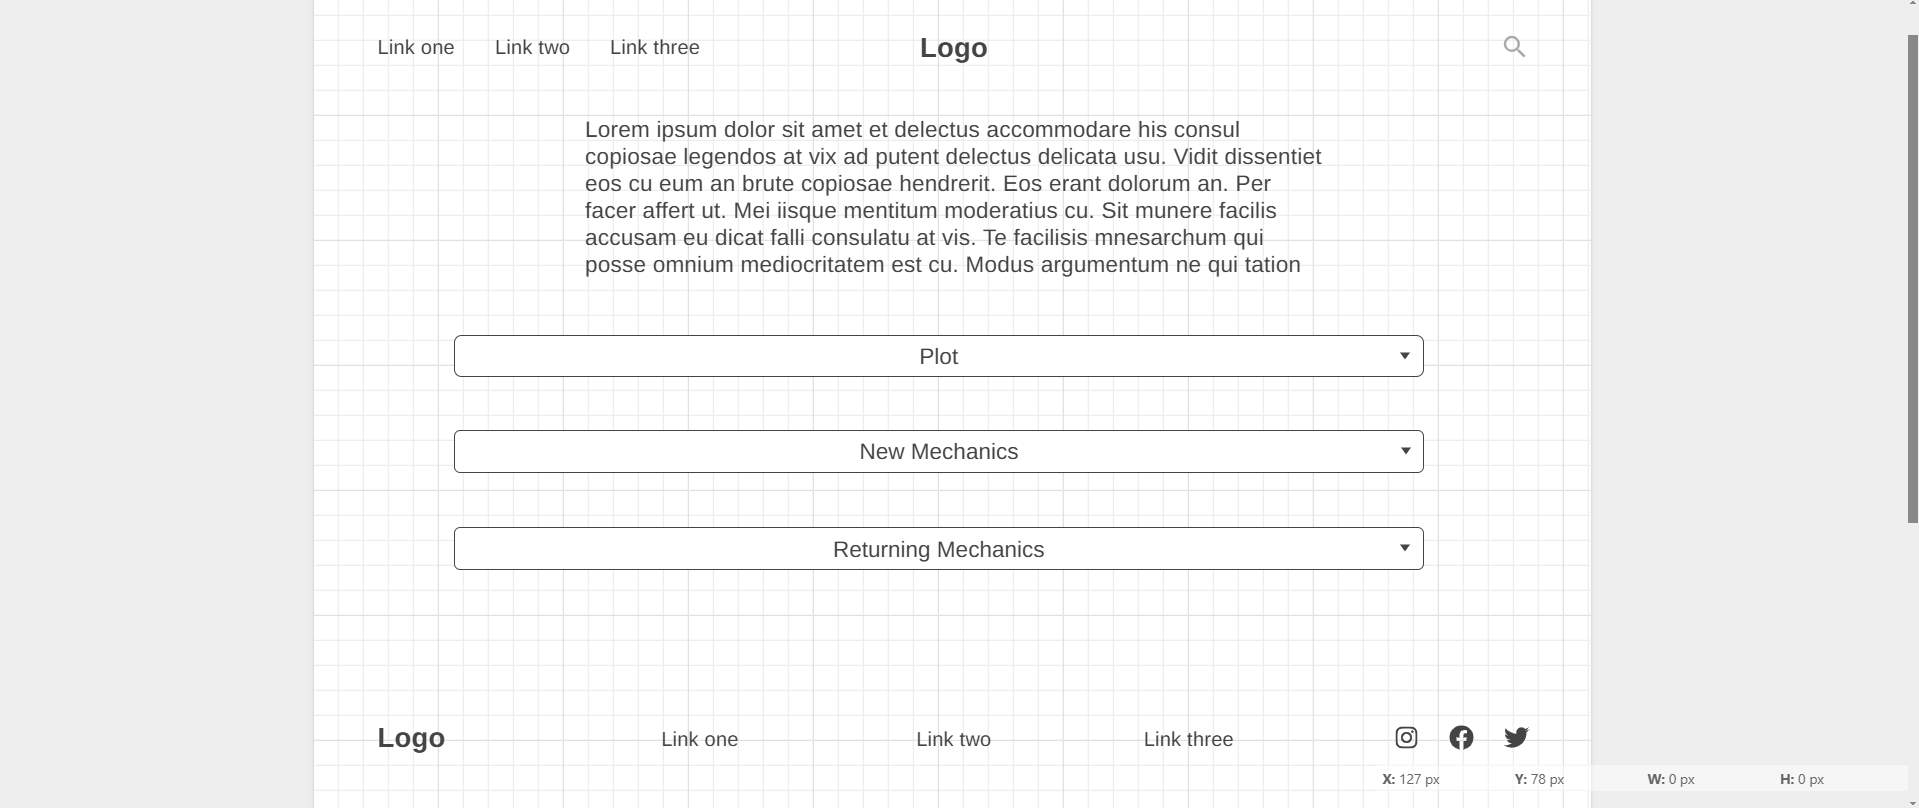 Link one Link two Link three Logo
Lorem ipsum dolor sit amet et delectus accommodare his consul
copiosae legendos at vix ad putent delectus delicata usu. Vidit dissentiet
eos cu eum an brute copiosae hendrerit. Eos erant dolorum an. Per
facer affert ut. Mei iisque mentitum moderatius cu. Sit munere facilis
accusam eu dicat falli consulatu at vis. Te facilisis mnesarchum qui
posse omnium mediocritatem est cu. Modus argumentum ne qui tation
Plot
New Mechanics
Returning Mechanics
Logo Link one Link two Link three
X: 127 px Y: 78 px W: 0 px H: 0 px